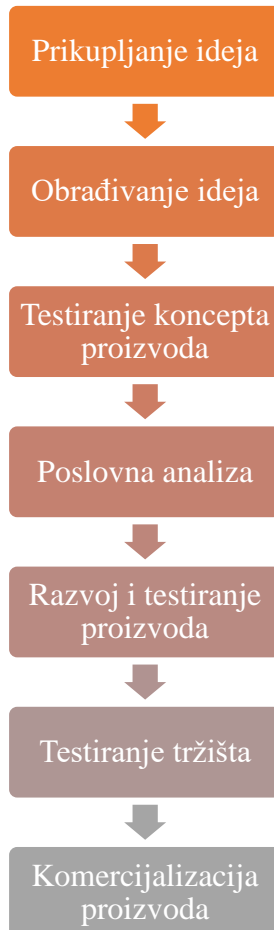 Prikupljanje ideja
Obrađivanje ideja
Testiranje koncepta
proizvoda
Poslovna analiza
Razvoj i testiranje
proizvoda
Testiranje tržišta
Komercijalizacija
proizvoda